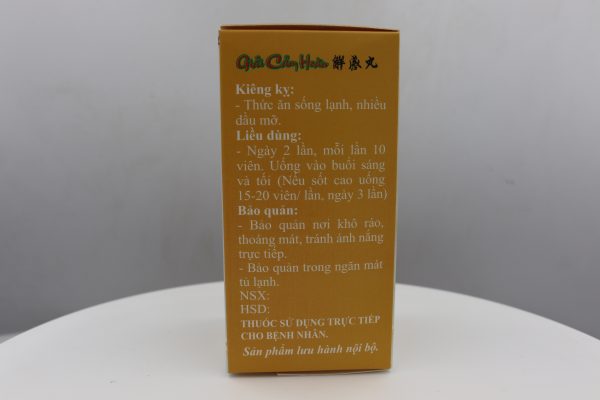 Giải Cảm Hoàn 解感丸
Kiêng kỵ:
- Thức ăn sống lạnh, nhiều
dầu mỡ.
Liều dùng:
- Ngày 2 lần, mỗi lần 10
viên. Uống vào buổi sáng
và tối (Nếu sốt cao uống
15-20 viên/ lần, ngày 3 lần)
Bảo quản:
- Bảo quản nơi khô ráo,
thoáng mát, tránh ánh nắng
trực tiếp.
- Bảo quản trong ngăn mát
tủ lạnh.
NSX:
HSD:
THUỐC SỬ DỤNG TRỰC TIẾP
CHO BỆNH NHÂN.
Sản phẩm lưu hành nội bộ.